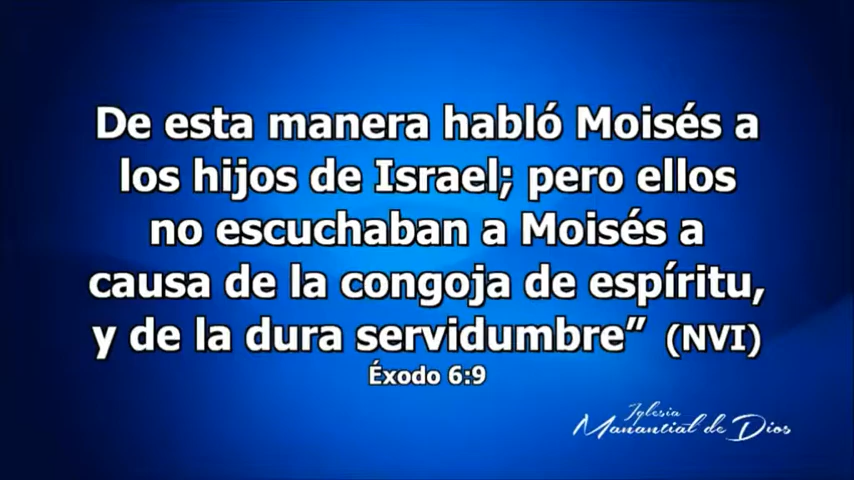 De esta manera habló Moisés a
los hijos de Israel; pero ellos
no escuchaban a Moisés a
causa de la congoja de espíritu,
y de la dura servidumbre” (NVI)
Éxodo 6:9
Iglesia
Manantial de Dios